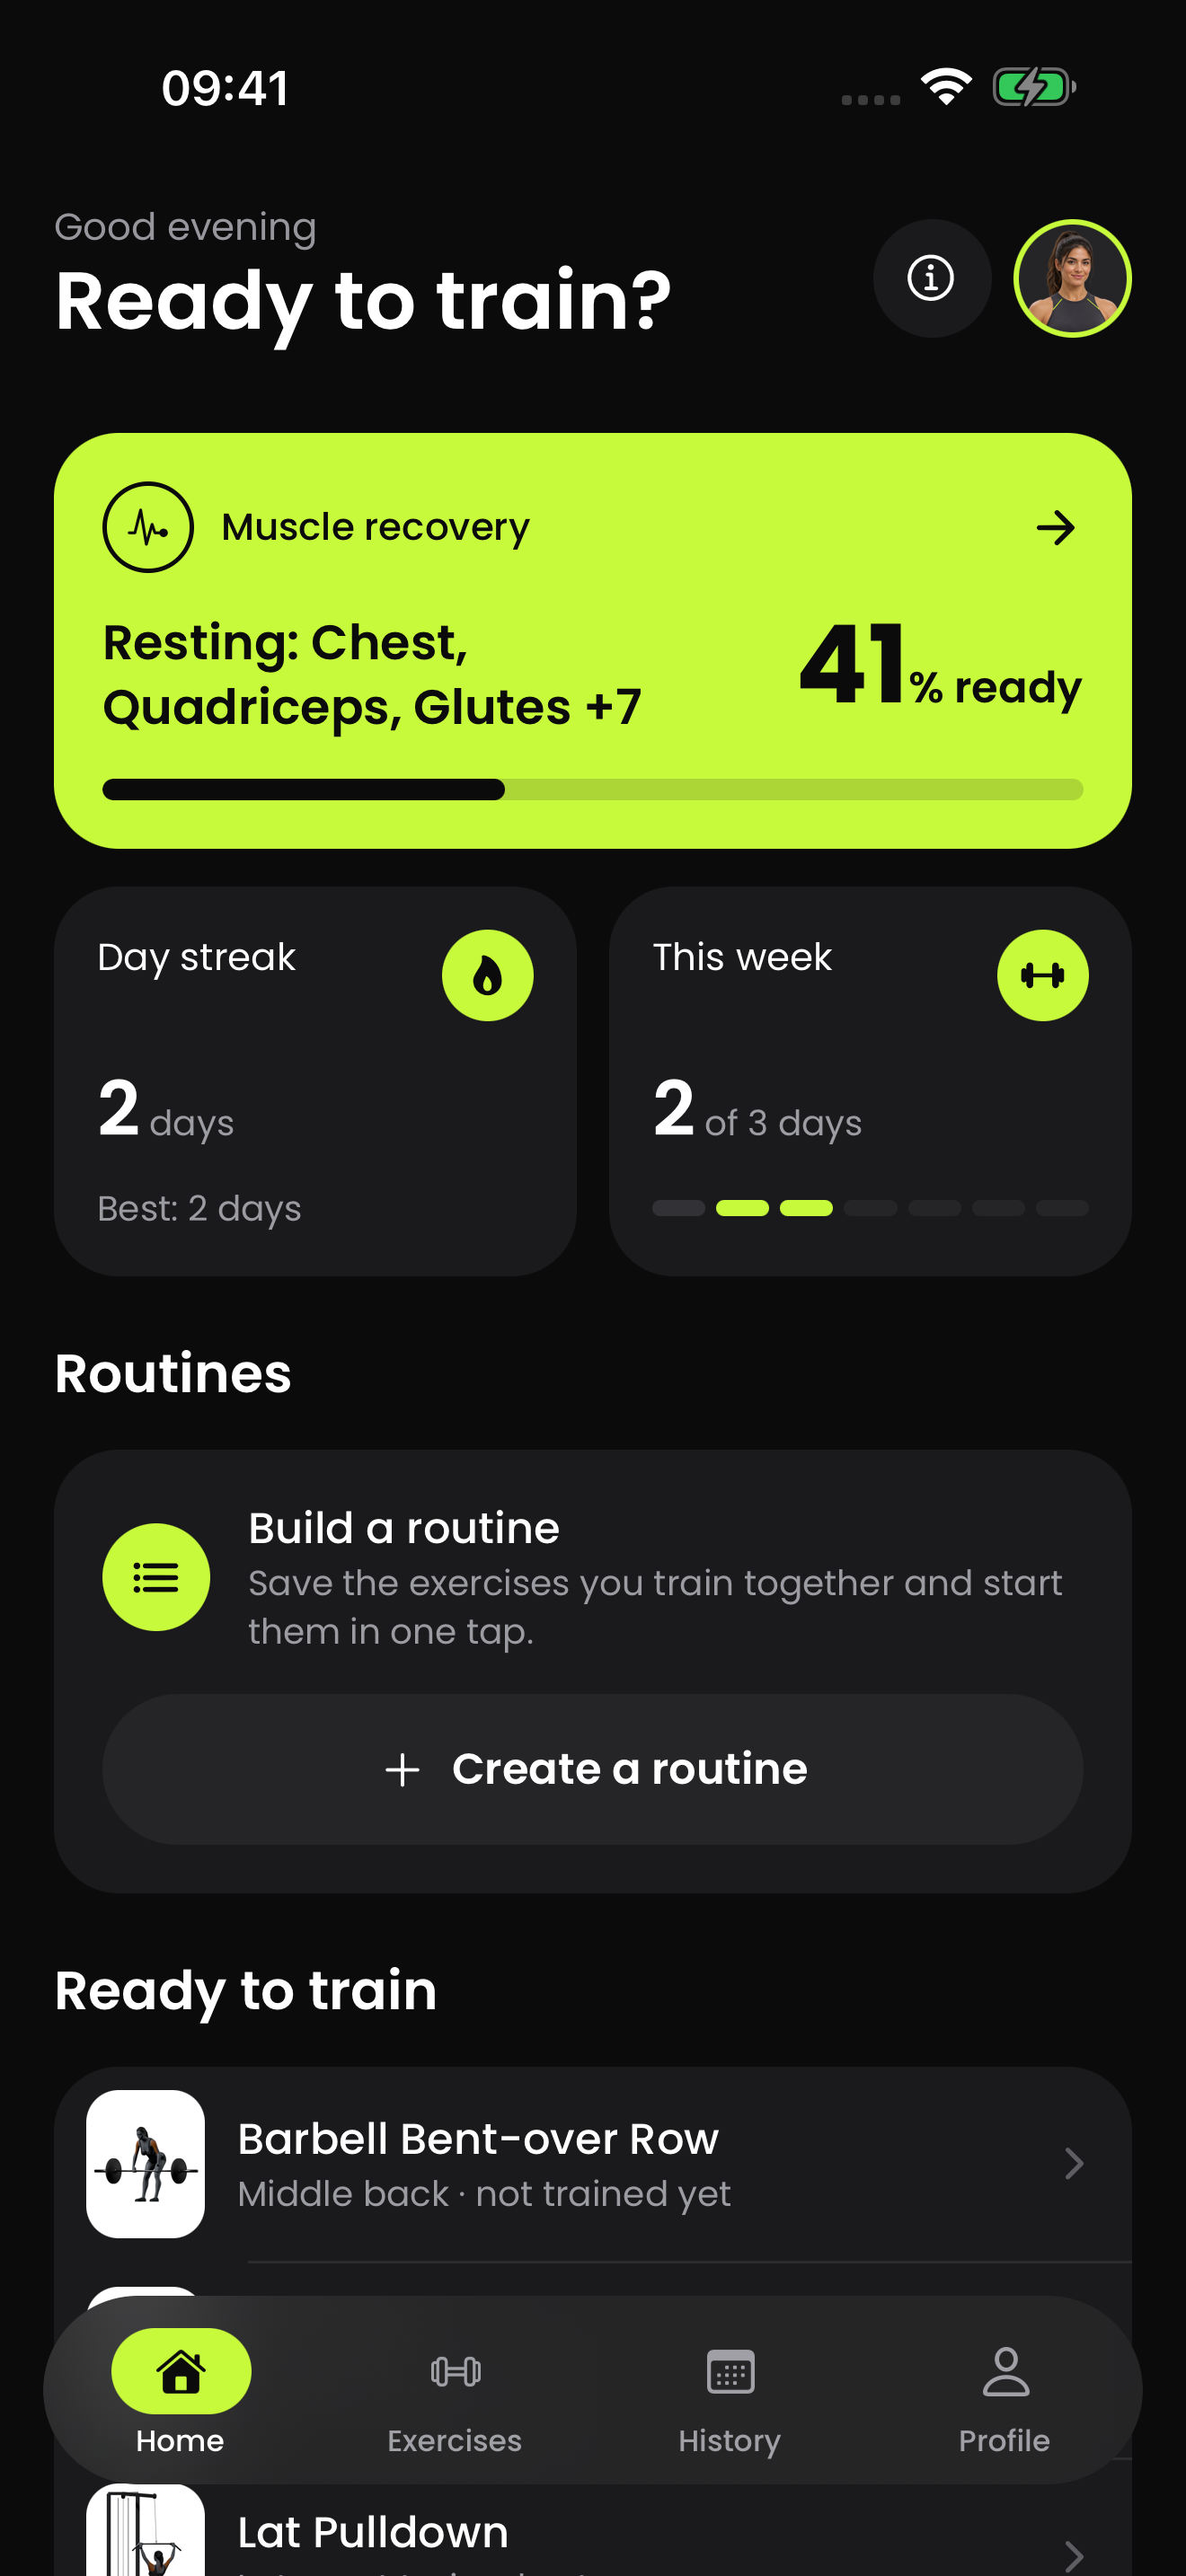 09:41
Good evening
Ready to train?
Muscle recovery
Resting: Chest,
Quadriceps, Glutes +7
41% ready
Day streak
2 days
Best: 2 days
This week
2 of 3 days
Routines
Build a routine
Save the exercises you train together and start
them in one tap.
Create a routine
Ready to train
Barbell Bent-over Row
Middle back · not trained yet
Home
Exercises
History
Profile
Lat Pulldown